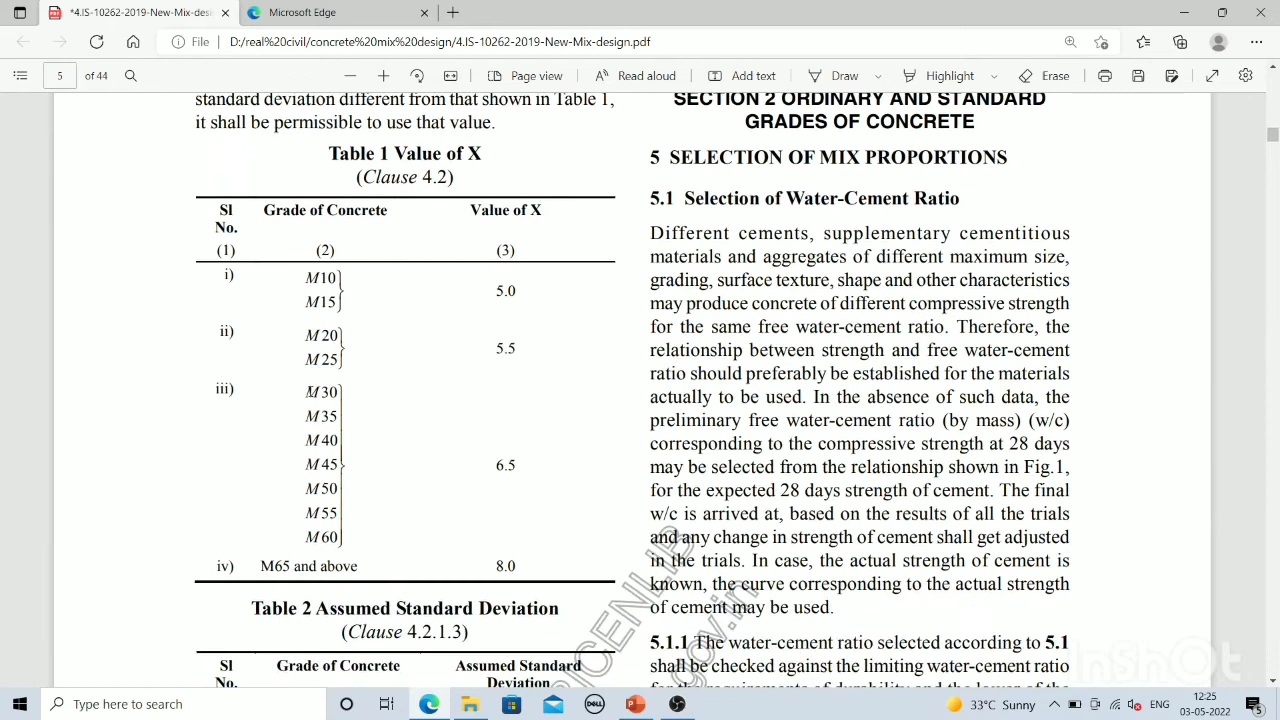 *4.IS-10262-2019-New-Mix-desi
Microsoft Edge
File
D:/real%20civil/concrete%20mix%20design/4.IS-10262-2019-New-Mix-design.pdf
5
of 44
Page view
Read aloud
Add text
Draw
Highlight
Erase
standard deviation different from that shown in Table 1,
it shall be permissible to use that value.
Table 1 Value of X
(Clause 4.2)
Sl
No.
Grade of Concrete
Value of X
(1)
(2)
(3)
i)
M10
M15
5.0
ii)
M20
M25
5.5
iii)
M30
M35
M40
M45
M50
M55
M60
6.5
iv)
M65 and above
8.0
Table 2 Assumed Standard Deviation
(Clause 4.2.1.3)
Sl
No.
Grade of Concrete
Assumed Standard
Deviation
SECTION 2 ORDINARY AND STANDARD
GRADES OF CONCRETE
5 SELECTION OF MIX PROPORTIONS
5.1 Selection of Water-Cement Ratio
Different cements, supplementary cementitious
materials and aggregates of different maximum size,
grading, surface texture, shape and other characteristics
may produce concrete of different compressive strength
for the same free water-cement ratio. Therefore, the
relationship between strength and free water-cement
ratio should preferably be established for the materials
actually to be used. In the absence of such data, the
preliminary free water-cement ratio (by mass) (w/c)
corresponding to the compressive strength at 28 days
may be selected from the relationship shown in Fig.1,
for the expected 28 days strength of cement. The final
w/c is arrived at, based on the results of all the trials
and any change in strength of cement shall get adjusted
in the trials. In case, the actual strength of cement is
known, the curve corresponding to the actual strength
of cement may be used.
5.1.1 The water-cement ratio selected according to 5.1
shall be checked against the limiting water-cement ratio
for the requirements of durability and the lower of the
InShOt
Type here to search
DELL
33°C Sunny
ENG
12:25
03-05-2022
5